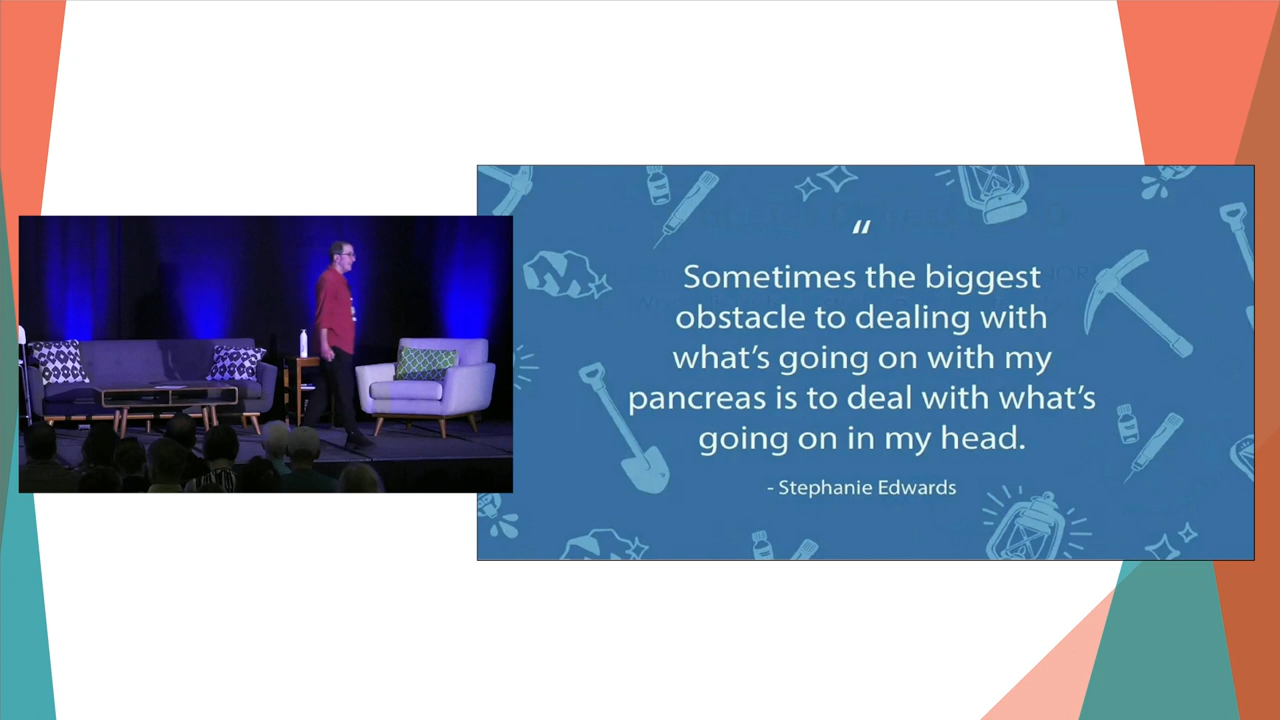 “
Sometimes the biggest
obstacle to dealing with
what’s going on with my
pancreas is to deal with what’s
going on in my head.
- Stephanie Edwards